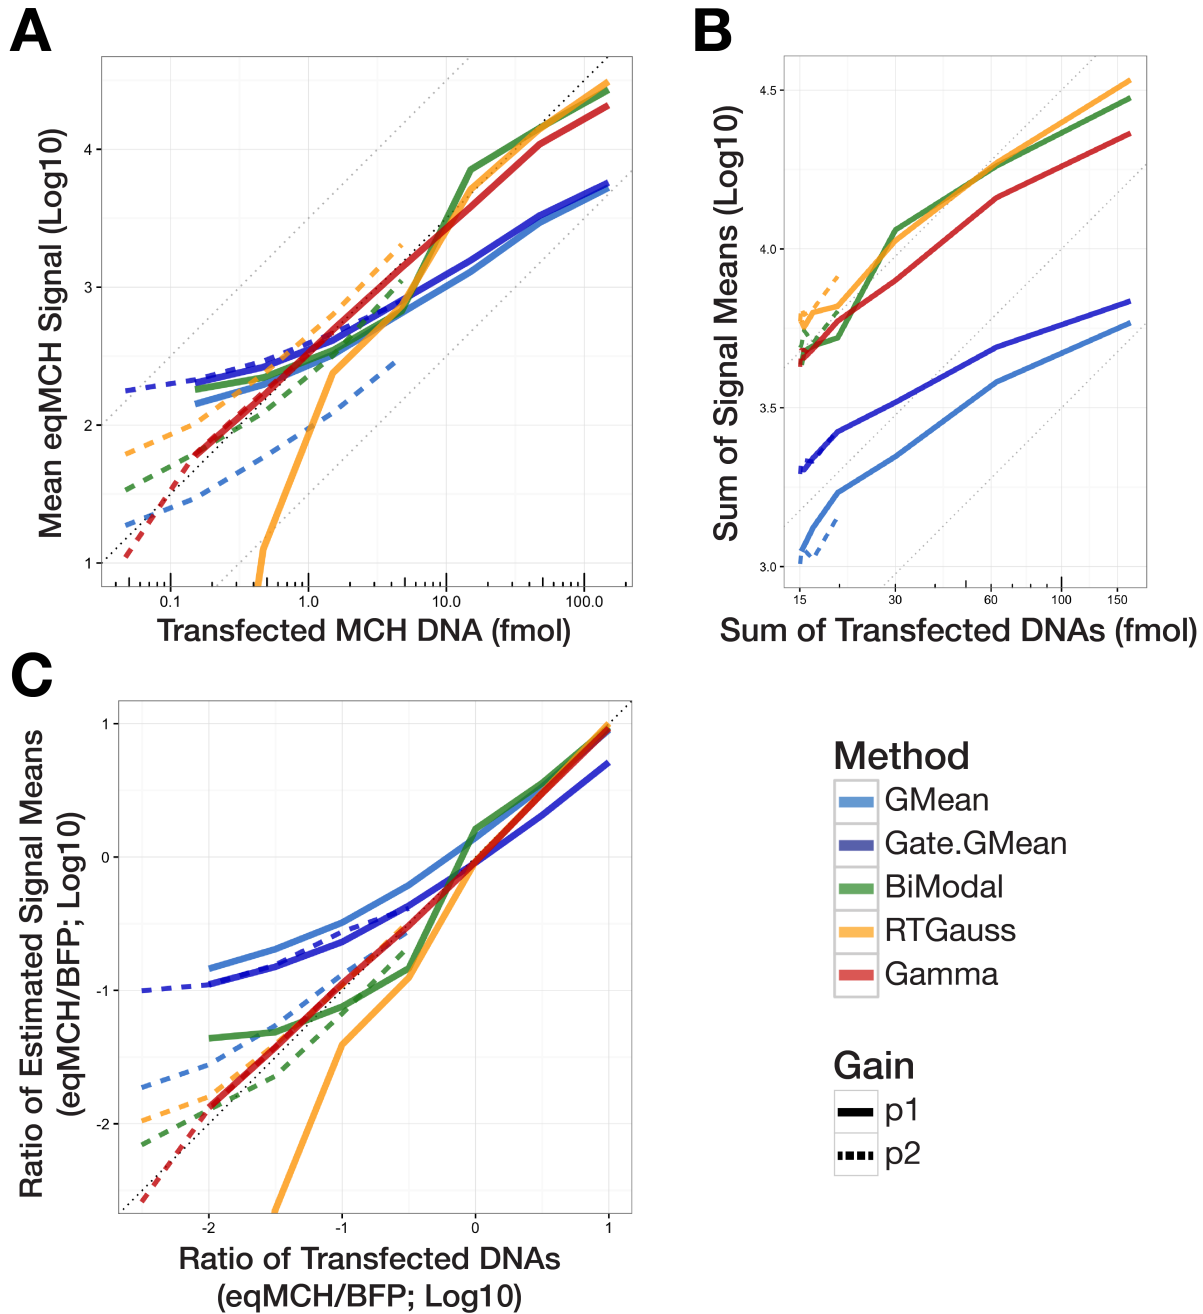 A
Mean eqMCH Signal (Log10)
4
3
2
1
0.1 1.0 10.0 100.0
Transfected MCH DNA (fmol)
B
Sum of Signal Means (Log10)
4.5
4.0
3.5
3.0
15 30 60 100 150
Sum of Transfected DNAs (fmol)
C
Ratio of Estimated Signal Means
(eqMCH/BFP; Log10)
1
0
-1
-2
-2 -1 0 1
Ratio of Transfected DNAs
(eqMCH/BFP; Log10)
Method
GMean
Gate.GMean
BiModal
RTGauss
Gamma
Gain
p1
p2